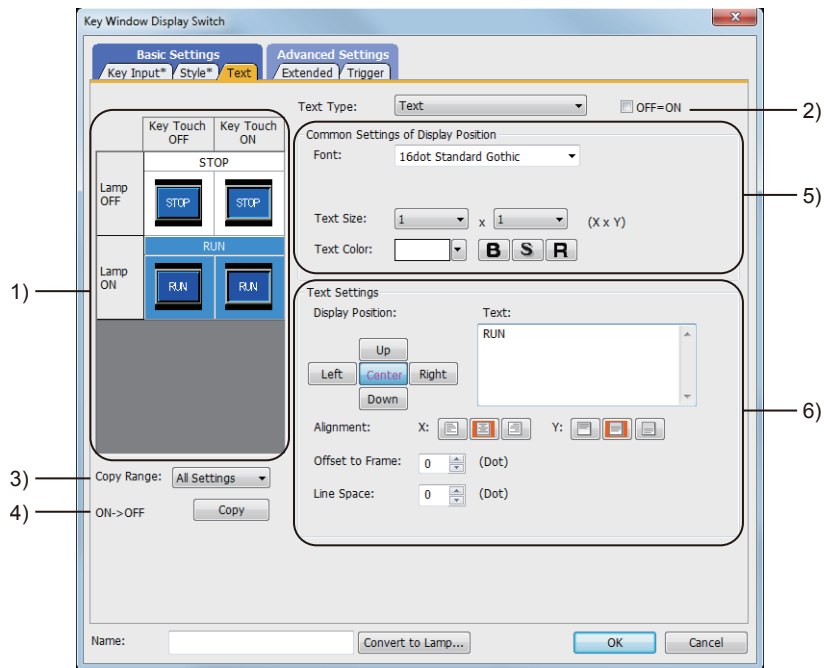 Key Window Display Switch
x
Basic Settings
Advanced Settings
Key Input* Style* Text
Extended Trigger
Text Type: Text OFF=ON
2)
Key Touch OFF
Key Touch ON
STOP
Lamp OFF
STOP STOP
RUN
Lamp ON
RUN RUN
1)
Common Settings of Display Position
Font: 16dot Standard Gothic
5)
Text Size: 1 x 1 (X x Y)
Text Color: B S R
Text Settings
Display Position: Text:
RUN
Up
Left Center Right
Down
6)
Alignment: X: Y:
Offset to Frame: 0 (Dot)
Line Space: 0 (Dot)
3)
Copy Range: All Settings
4)
ON->OFF Copy
Name: Convert to Lamp... OK Cancel